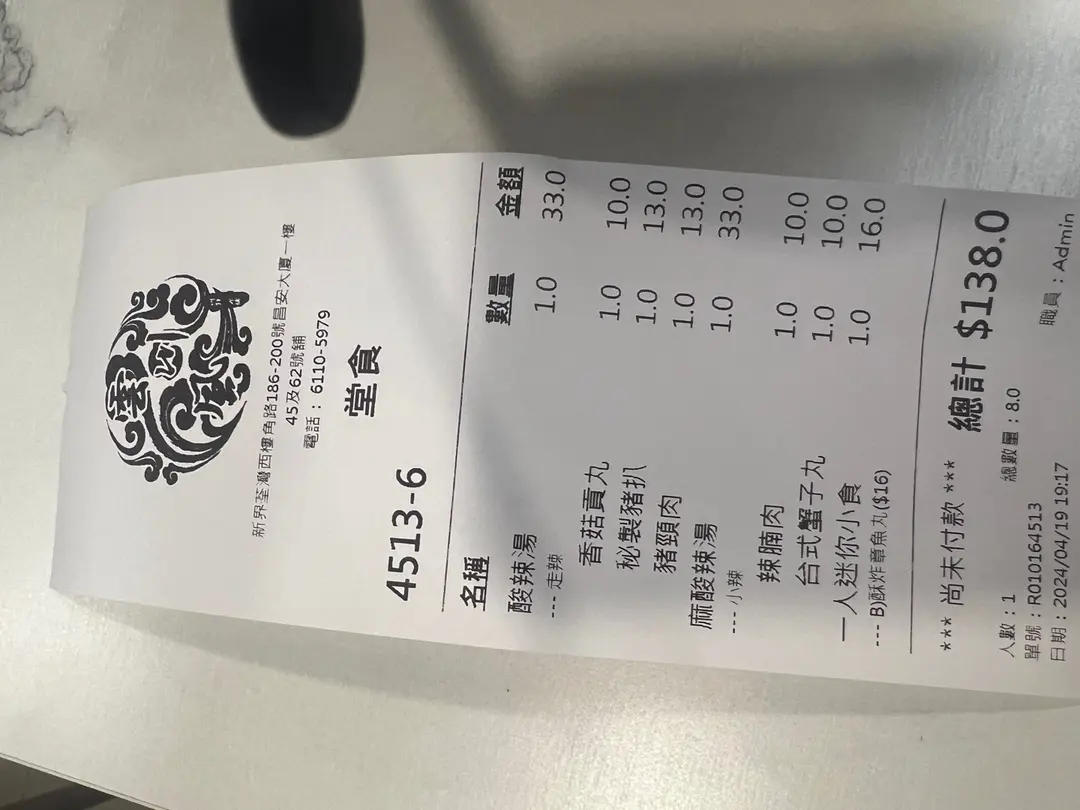 新界荃灣西樓角路186-200號昌安大廈一樓
45及62號舖
電話：6110-5979
堂食
4513-6
名稱 數量 金額
酸辣湯 1.0 33.0
--- 走辣
香菇貢丸 1.0 10.0
秘製豬扒 1.0 13.0
豬頸肉 1.0 13.0
麻酸辣湯 1.0 33.0
--- 小辣
辣腩肉 1.0 10.0
台式蟹子丸 1.0 10.0
一人迷你小食 1.0 16.0
--- B)酥炸章魚丸($16)
*** 尚未付款 *** 總計 $138.0
人數：1 總數量：8.0
單號：R010164513
日期：2024/04/19 19:17 職員：Admin